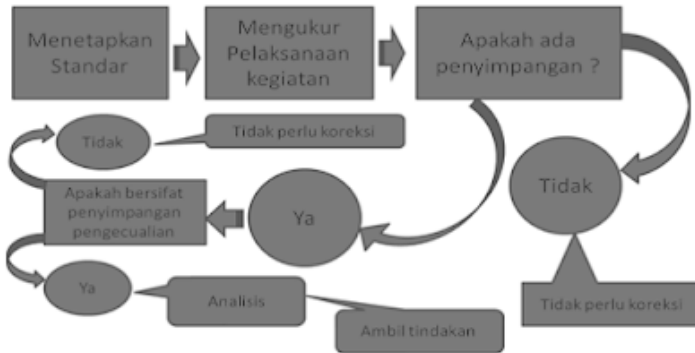 Menetapkan
Standar
Mengukur
Pelaksanaan
kegiatan
Apakah ada
penyimpangan ?
Tidak
Tidak perlu koreksi
Ya
Apakah bersifat
penyimpangan
pengecualian
Tidak
Tidak perlu koreksi
Ya
Analisis
Ambil tindakan